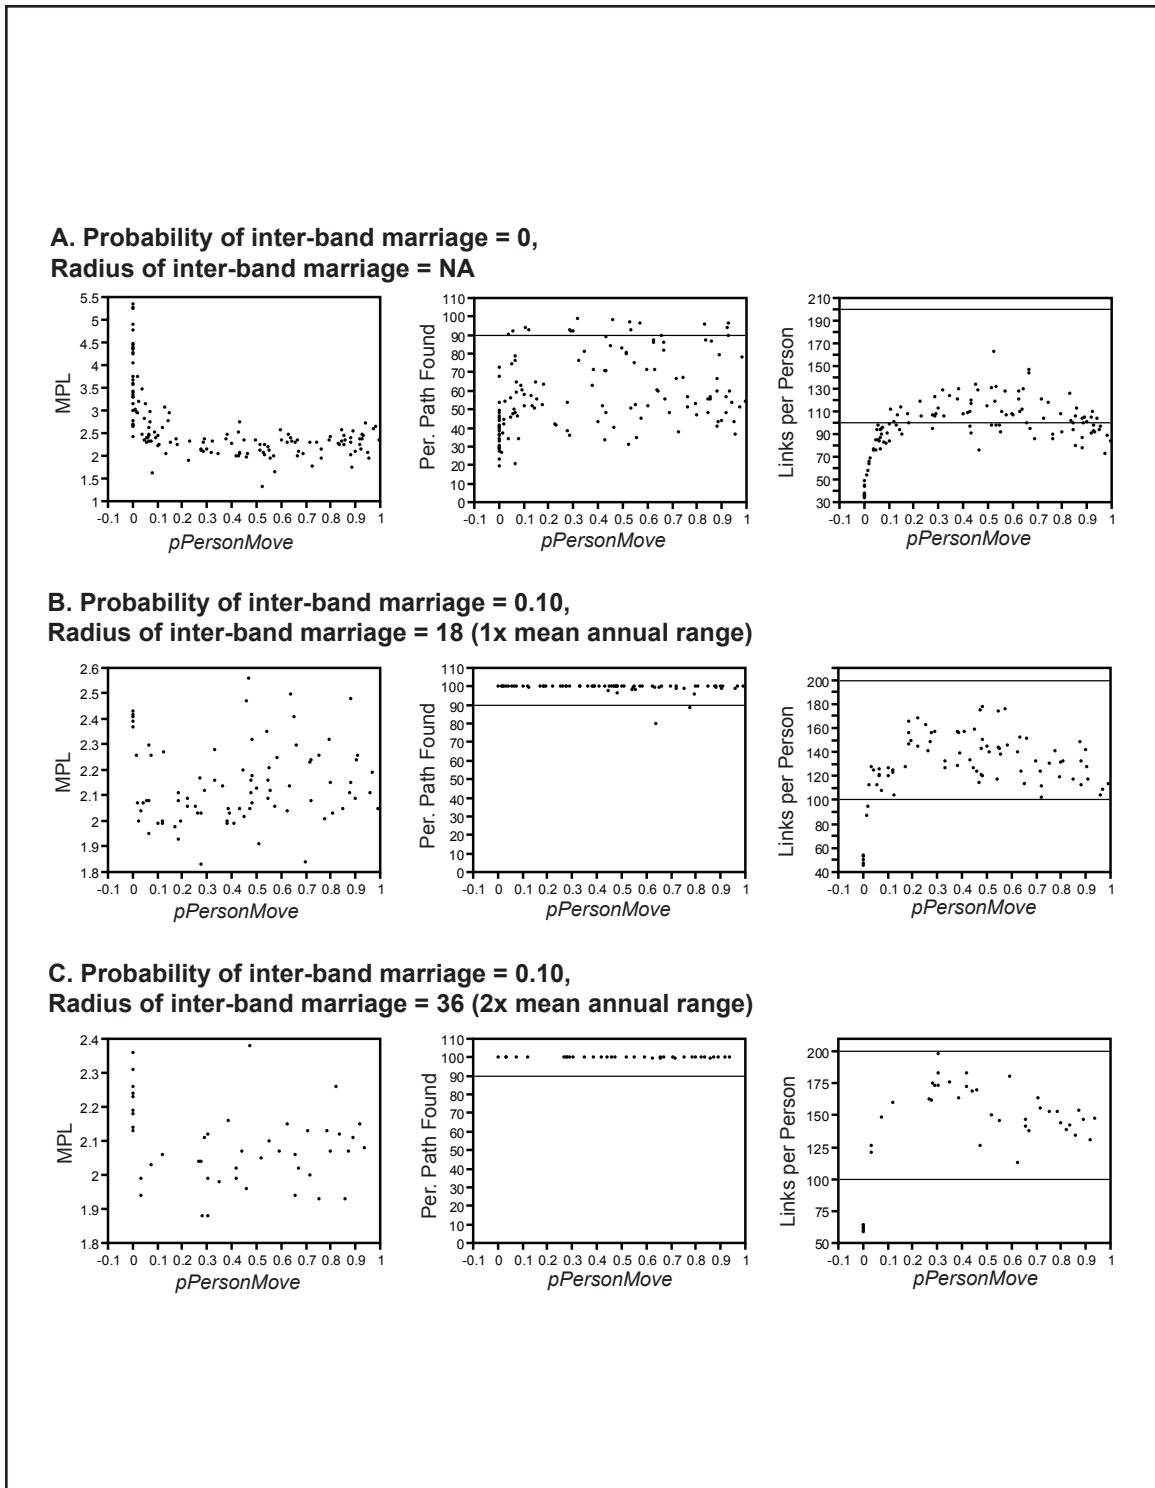 A. Probability of inter-band marriage = 0,
Radius of inter-band marriage = NA
5.5
5
4.5
4
3.5
3
2.5
2
1.5
1
MPL
-0.1 0 0.1 0.2 0.3 0.4 0.5 0.6 0.7 0.8 0.9 1
pPersonMove
110
100
90
80
70
60
50
40
30
20
10
0
Per. Path Found
-0.1 0 0.1 0.2 0.3 0.4 0.5 0.6 0.7 0.8 0.9 1
pPersonMove
210
190
170
150
130
110
90
70
50
30
Links per Person
-0.1 0 0.1 0.2 0.3 0.4 0.5 0.6 0.7 0.8 0.9 1
pPersonMove
B. Probability of inter-band marriage = 0.10,
Radius of inter-band marriage = 18 (1x mean annual range)
2.6
2.5
2.4
2.3
2.2
2.1
2
1.9
1.8
MPL
-0.1 0 0.1 0.2 0.3 0.4 0.5 0.6 0.7 0.8 0.9 1
pPersonMove
110
100
90
80
70
60
50
40
30
20
10
0
Per. Path Found
-0.1 0 0.1 0.2 0.3 0.4 0.5 0.6 0.7 0.8 0.9 1
pPersonMove
200
180
160
140
120
100
80
60
40
Links per Person
-0.1 0 0.1 0.2 0.3 0.4 0.5 0.6 0.7 0.8 0.9 1
pPersonMove
C. Probability of inter-band marriage = 0.10,
Radius of inter-band marriage = 36 (2x mean annual range)
2.4
2.3
2.2
2.1
2
1.9
1.8
MPL
-0.1 0 0.1 0.2 0.3 0.4 0.5 0.6 0.7 0.8 0.9 1
pPersonMove
110
100
90
80
70
60
50
40
30
20
10
0
Per. Path Found
-0.1 0 0.1 0.2 0.3 0.4 0.5 0.6 0.7 0.8 0.9 1
pPersonMove
200
175
150
125
100
75
50
Links per Person
-0.1 0 0.1 0.2 0.3 0.4 0.5 0.6 0.7 0.8 0.9 1
pPersonMove